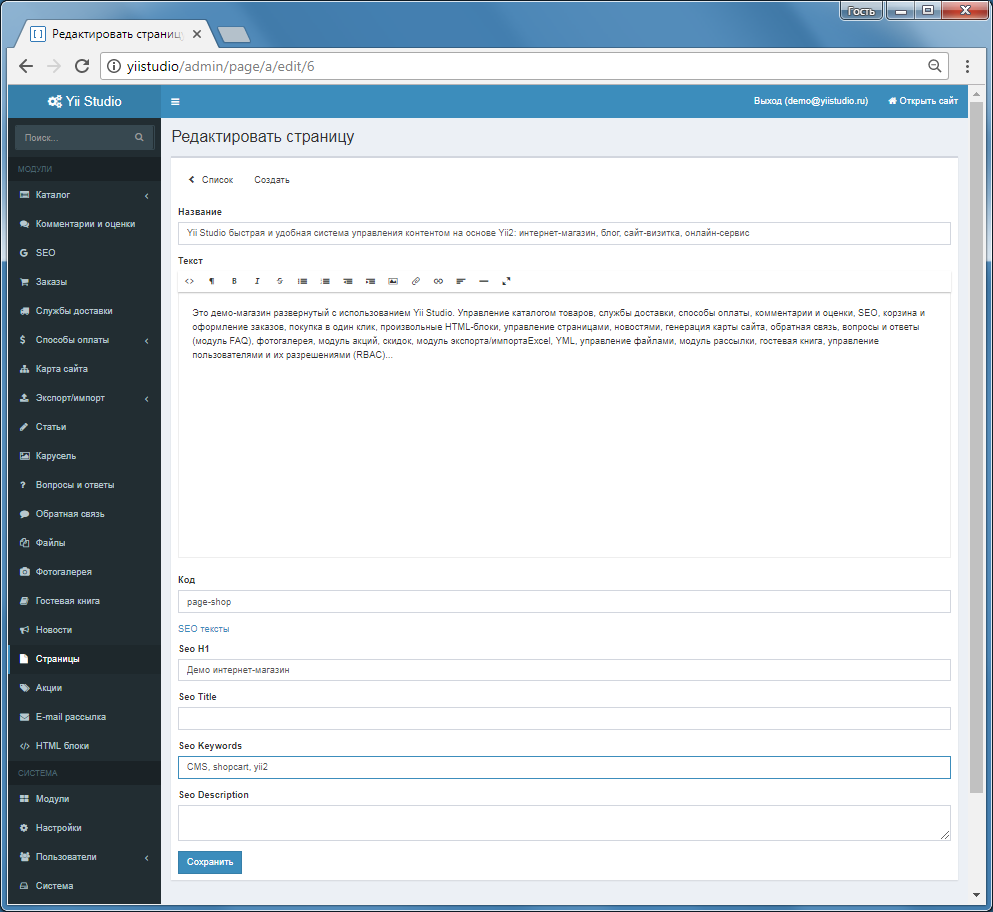 Гость
Редактировать страницу
yiistudio/admin/page/a/edit/6
Yii Studio
Выход (demo@yiistudio.ru)
Открыть сайт
Поиск...
МОДУЛИ
Каталог
Комментарии и оценки
SEO
Заказы
Службы доставки
Способы оплаты
Карта сайта
Экспорт/импорт
Статьи
Карусель
Вопросы и ответы
Обратная связь
Файлы
Фотогалерея
Гостевая книга
Новости
Страницы
Акции
E-mail рассылка
HTML блоки
СИСТЕМА
Модули
Настройки
Пользователи
Система
Редактировать страницу
Список
Создать
Название
Yii Studio быстрая и удобная система управления контентом на основе Yii2: интернет-магазин, блог, сайт-визитка, онлайн-сервис
Текст
Это демо-магазин развернутый с использованием Yii Studio. Управление каталогом товаров, службы доставки, способы оплаты, комментарии и оценки, SEO, корзина и
оформление заказов, покупка в один клик, произвольные HTML-блоки, управление страницами, новостями, генерация карты сайта, обратная связь, вопросы и ответы
(модуль FAQ), фотогалерея, модуль акций, скидок, модуль экспорта/импортаExcel, YML, управление файлами, модуль рассылки, гостевая книга, управление
пользователями и их разрешениями (RBAC)...
Код
page-shop
SEO тексты
Seo H1
Демо интернет-магазин
Seo Title
Seo Keywords
CMS, shopcart, yii2
Seo Description
Сохранить